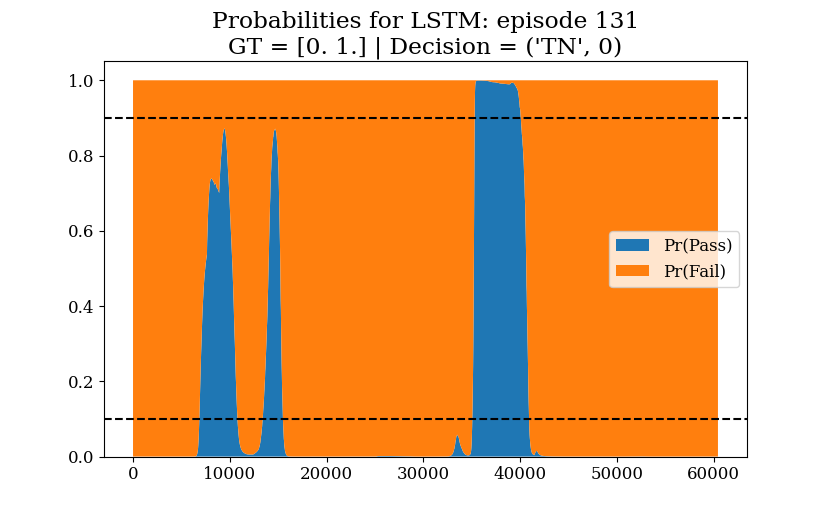 Probabilities for LSTM: episode 131
GT = [0. 1.] | Decision = ('TN', 0)
1.0
0.8
0.6
0.4
0.2
0.0
Pr(Pass)
Pr(Fail)
0 10000 20000 30000 40000 50000 60000